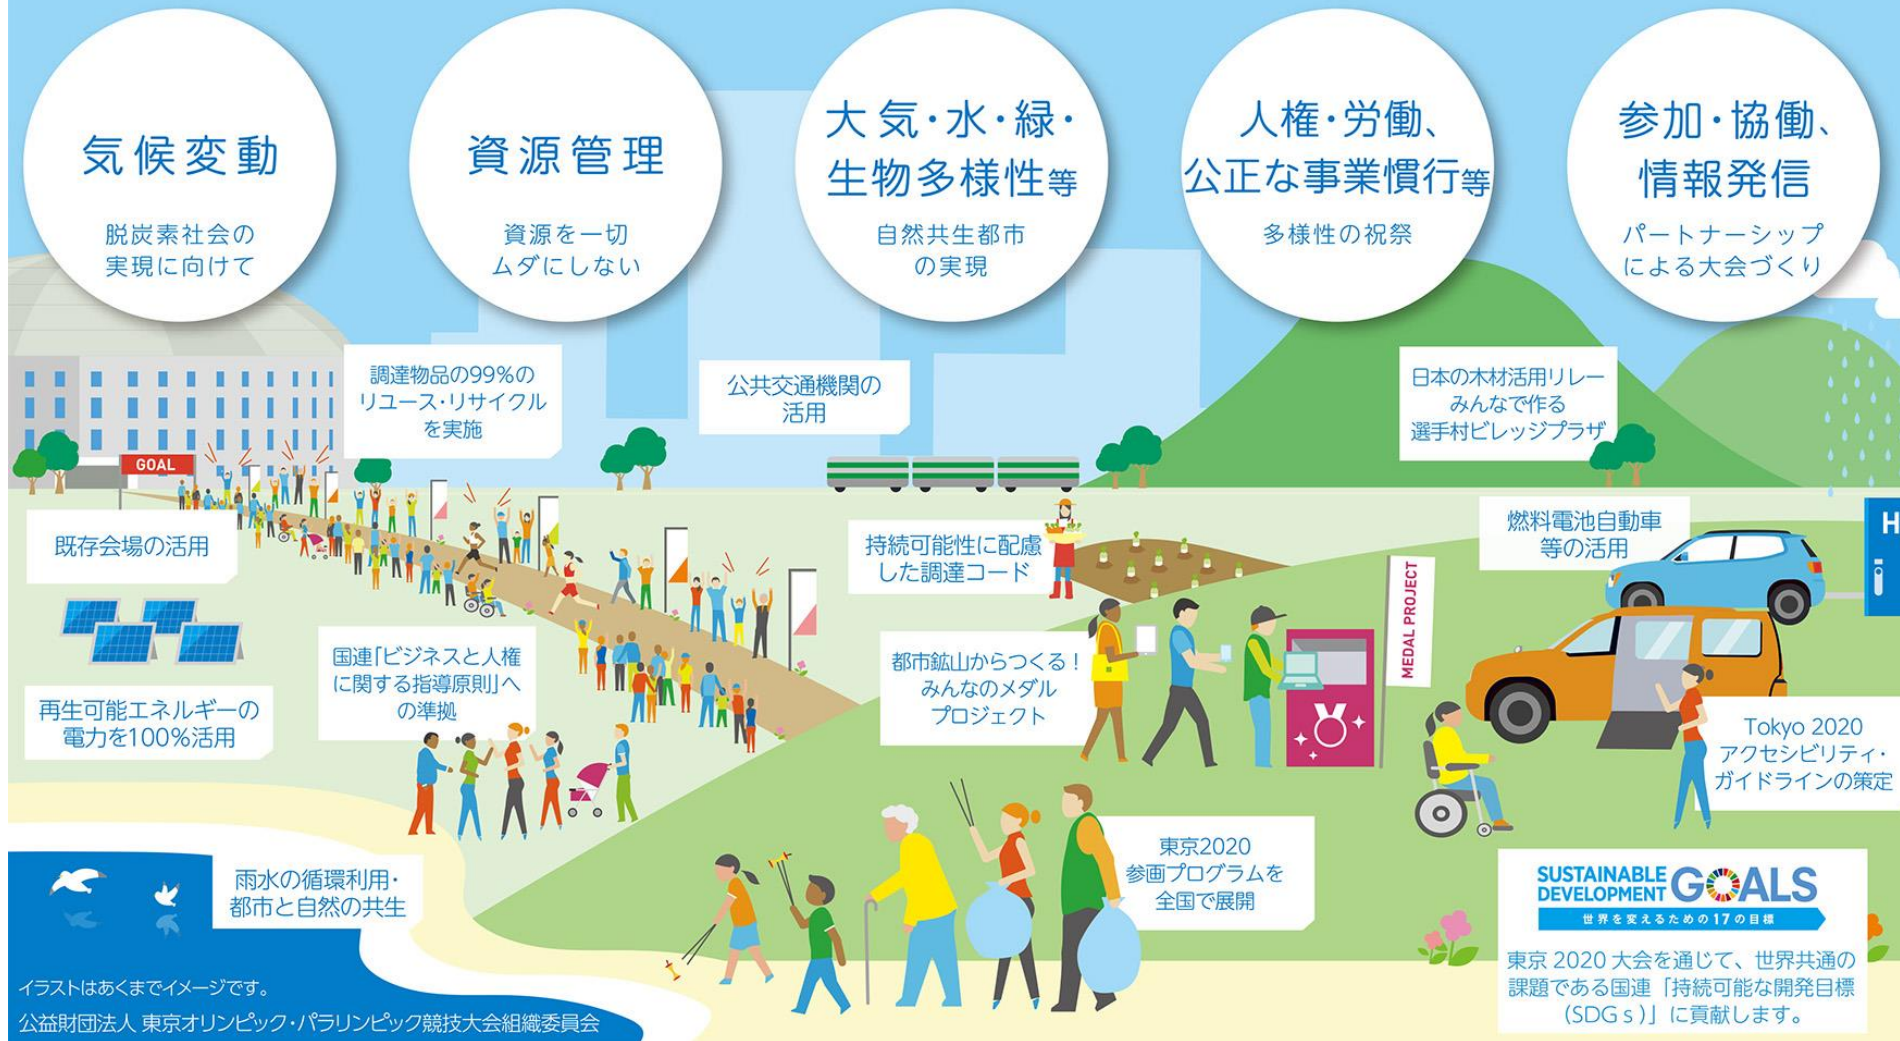 気候変動
脱炭素社会の
実現に向けて
資源管理
資源を一切
ムダにしない
大気・水・緑・
生物多様性等
自然共生都市
の実現
人権・労働、
公正な事業慣行等
多様性の祝祭
参加・協働、
情報発信
パートナーシップ
による大会づくり
調達物品の99%の
リユース・リサイクル
を実施
公共交通機関の
活用
日本の木材活用リレー
みんなで作る
選手村ビレッジプラザ
GOAL
既存会場の活用
持続可能性に配慮
した調達コード
燃料電池自動車
等の活用
H
MEDAL PROJECT
国連「ビジネスと人権
に関する指導原則」へ
の準拠
都市鉱山からつくる！
みんなのメダル
プロジェクト
再生可能エネルギーの
電力を100%活用
Tokyo 2020
アクセシビリティ・
ガイドラインの策定
雨水の循環利用・
都市と自然の共生
東京2020
参画プログラムを
全国で展開
SUSTAINABLE
DEVELOPMENT GOALS
世界を変えるための17の目標
東京 2020 大会を通じて、世界共通の
課題である国連「持続可能な開発目標
（SDGｓ）」に貢献します。
イラストはあくまでイメージです。
公益財団法人 東京オリンピック・パラリンピック競技大会組織委員会